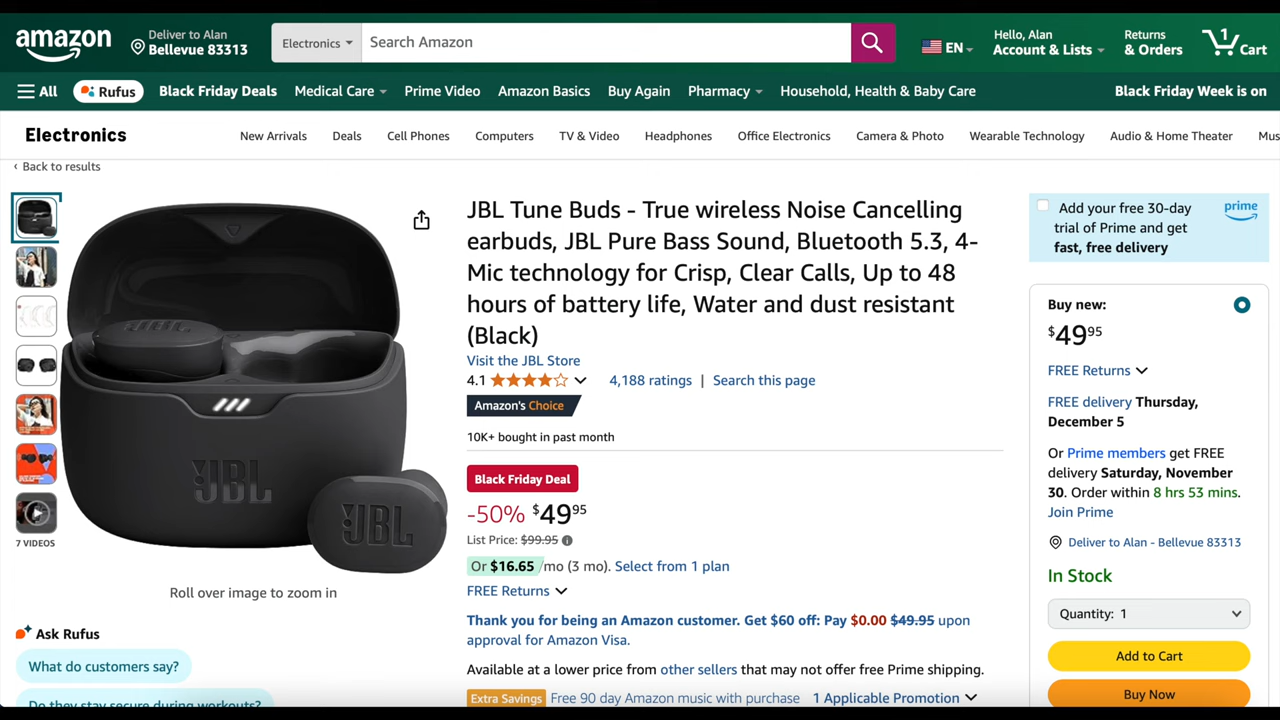 amazon
Deliver to Alan
Bellevue 83313
Electronics
Search Amazon
EN
Hello, Alan
Account & Lists
Returns
& Orders
1
Cart
All
Rufus
Black Friday Deals
Medical Care
Prime Video
Amazon Basics
Buy Again
Pharmacy
Household, Health & Baby Care
Black Friday Week is on
Electronics
New Arrivals
Deals
Cell Phones
Computers
TV & Video
Headphones
Office Electronics
Camera & Photo
Wearable Technology
Audio & Home Theater
Mus
‹ Back to results
JBL
JBL
JBL
7 VIDEOS
Roll over image to zoom in
Ask Rufus
What do customers say?
Do they stay secure during workouts?
JBL Tune Buds - True wireless Noise Cancelling
earbuds, JBL Pure Bass Sound, Bluetooth 5.3, 4-
Mic technology for Crisp, Clear Calls, Up to 48
hours of battery life, Water and dust resistant
(Black)
Visit the JBL Store
4.1
4,188 ratings | Search this page
Amazon's Choice
10K+ bought in past month
Black Friday Deal
-50% $4995
List Price: $99.95
Or $16.65 /mo (3 mo). Select from 1 plan
FREE Returns
Thank you for being an Amazon customer. Get $60 off: Pay $0.00 $49.95 upon
approval for Amazon Visa.
Available at a lower price from other sellers that may not offer free Prime shipping.
Extra Savings Free 90 day Amazon music with purchase 1 Applicable Promotion
Add your free 30-day
trial of Prime and get
fast, free delivery
prime
Buy new:
$4995
FREE Returns
FREE delivery Thursday,
December 5
Or Prime members get FREE
delivery Saturday, November
30. Order within 8 hrs 53 mins.
Join Prime
Deliver to Alan - Bellevue 83313
In Stock
Quantity: 1
Add to Cart
Buy Now